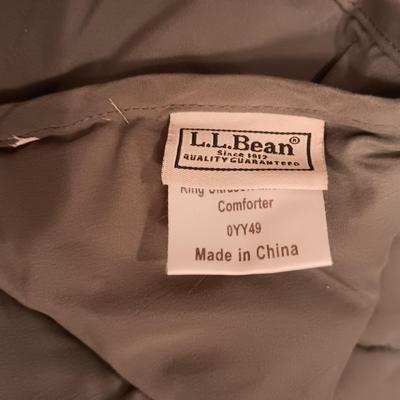 L.L.Bean®
Since 1912
QUALITY GUARANTEED
King
Comforter
0YY49
Made in China